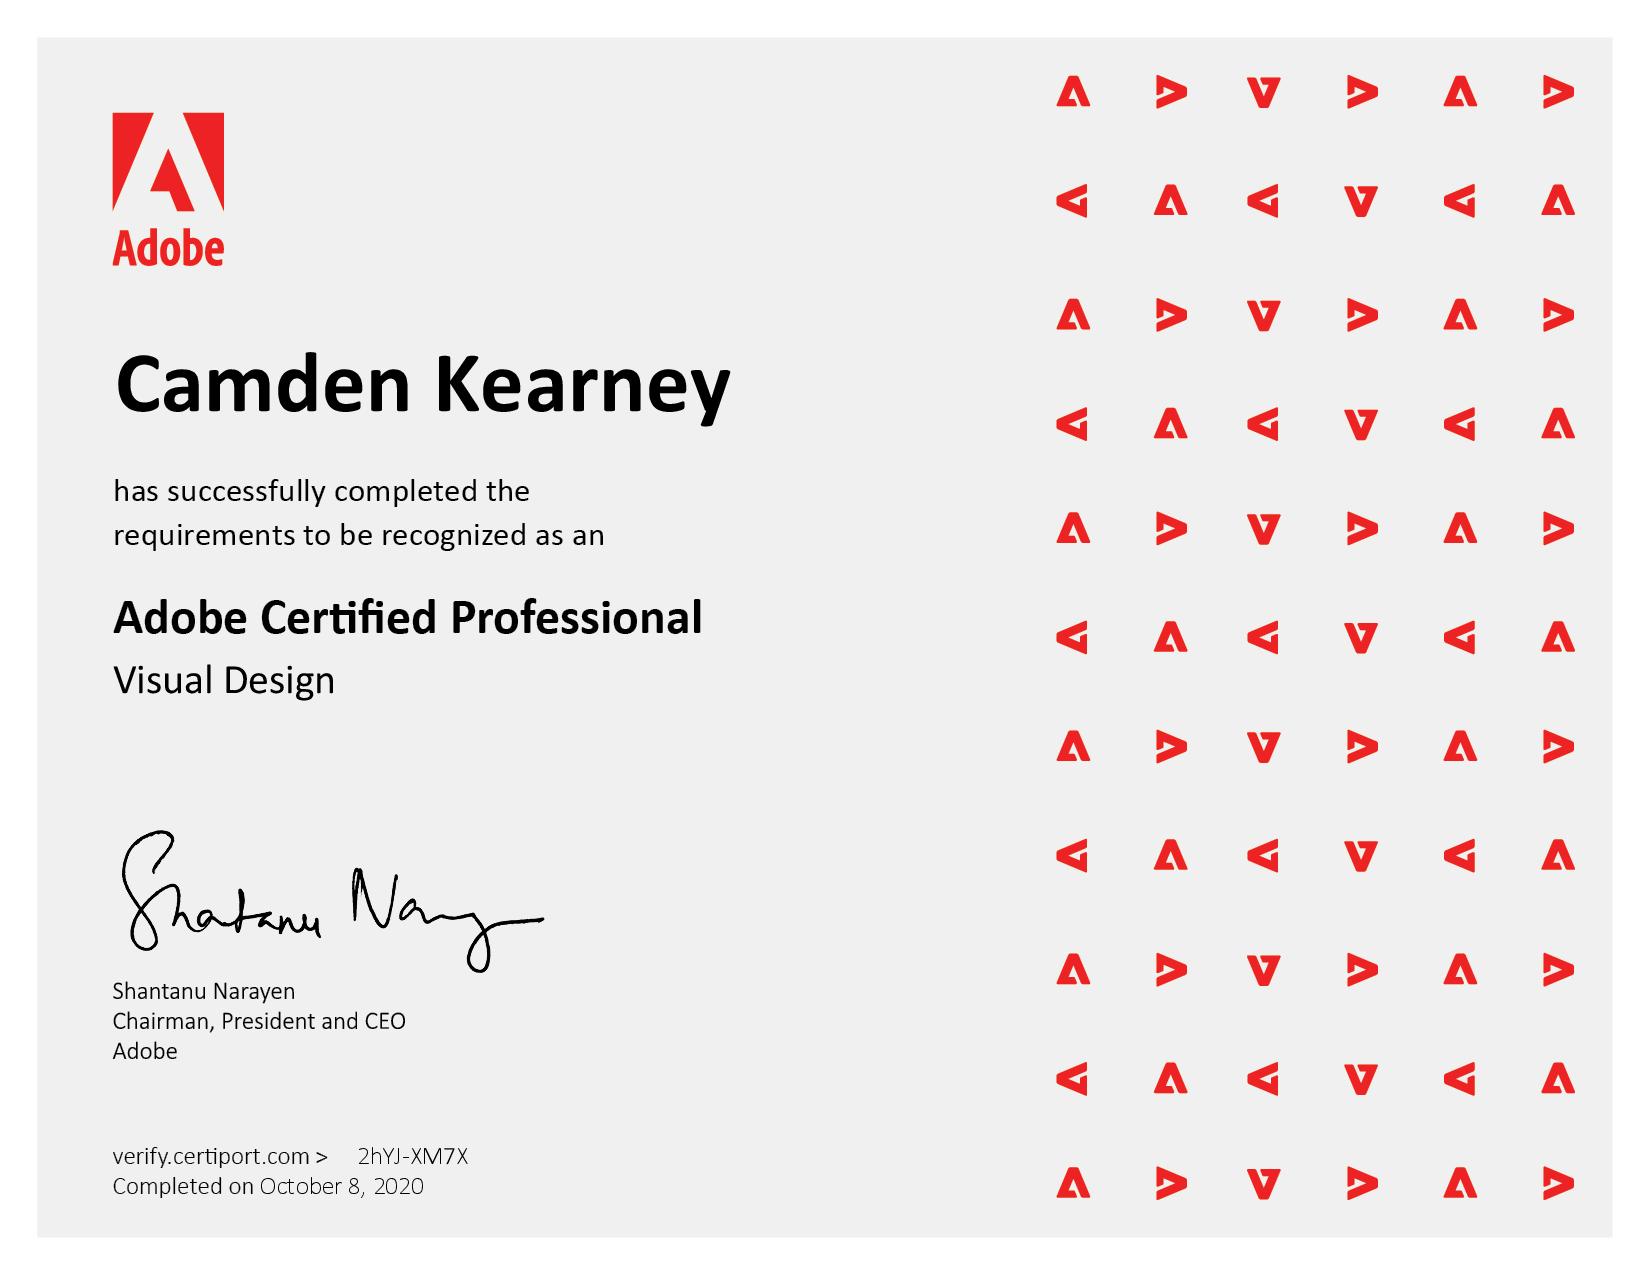 Adobe
Camden Kearney
has successfully completed the
requirements to be recognized as an
Adobe Certified Professional
Visual Design
Shantanu Narayen
Shantanu Narayen
Chairman, President and CEO
Adobe
verify.certiport.com > 2hYJ-XM7X
Completed on October 8, 2020